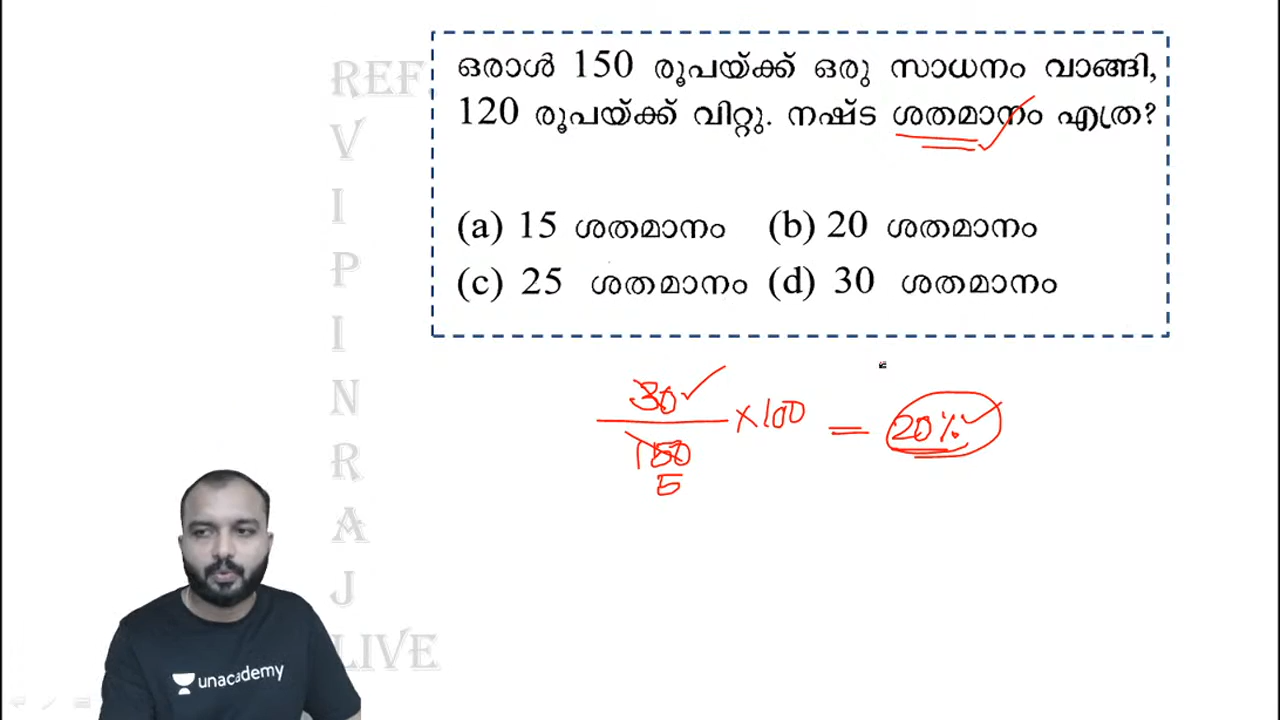 REF.
ഒരാൾ 150 രൂപയ്ക്ക് ഒരു സാധനം വാങ്ങി,
120 രൂപയ്ക്ക് വിറ്റു. നഷ്ട ശതമാനം എത്ര?
(a) 15 ശതമാനം (b) 20 ശതമാനം
(c) 25 ശതമാനം (d) 30 ശതമാനം
30
150
5
×100 = 20%
V
I
P
I
N
R
A
J
LIVE
unacademy